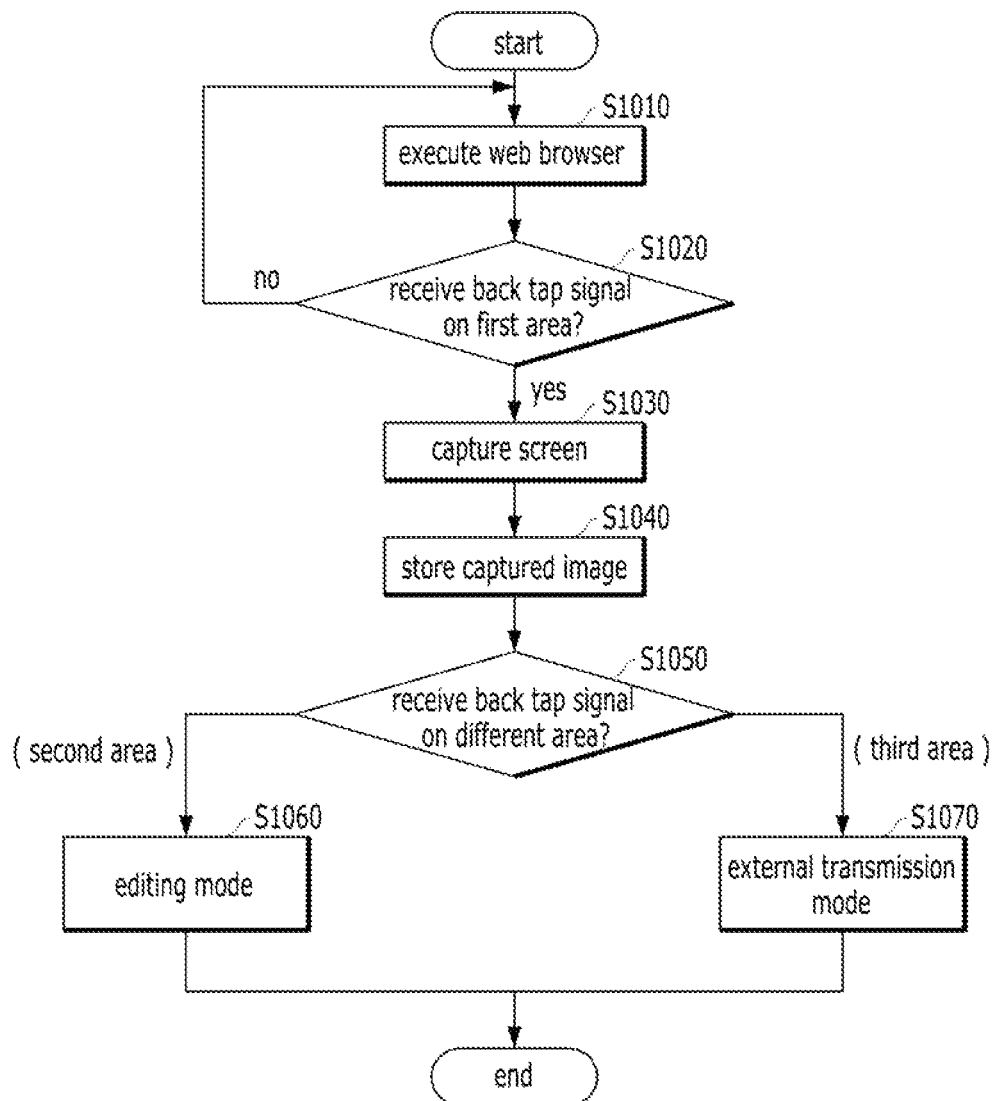 start
S1010
execute web browser
S1020
no
receive back tap signal
on first area?
yes
S1030
capture screen
S1040
store captured image
S1050
receive back tap signal
on different area?
( second area )
( third area )
S1060
editing mode
S1070
external transmission
mode
end